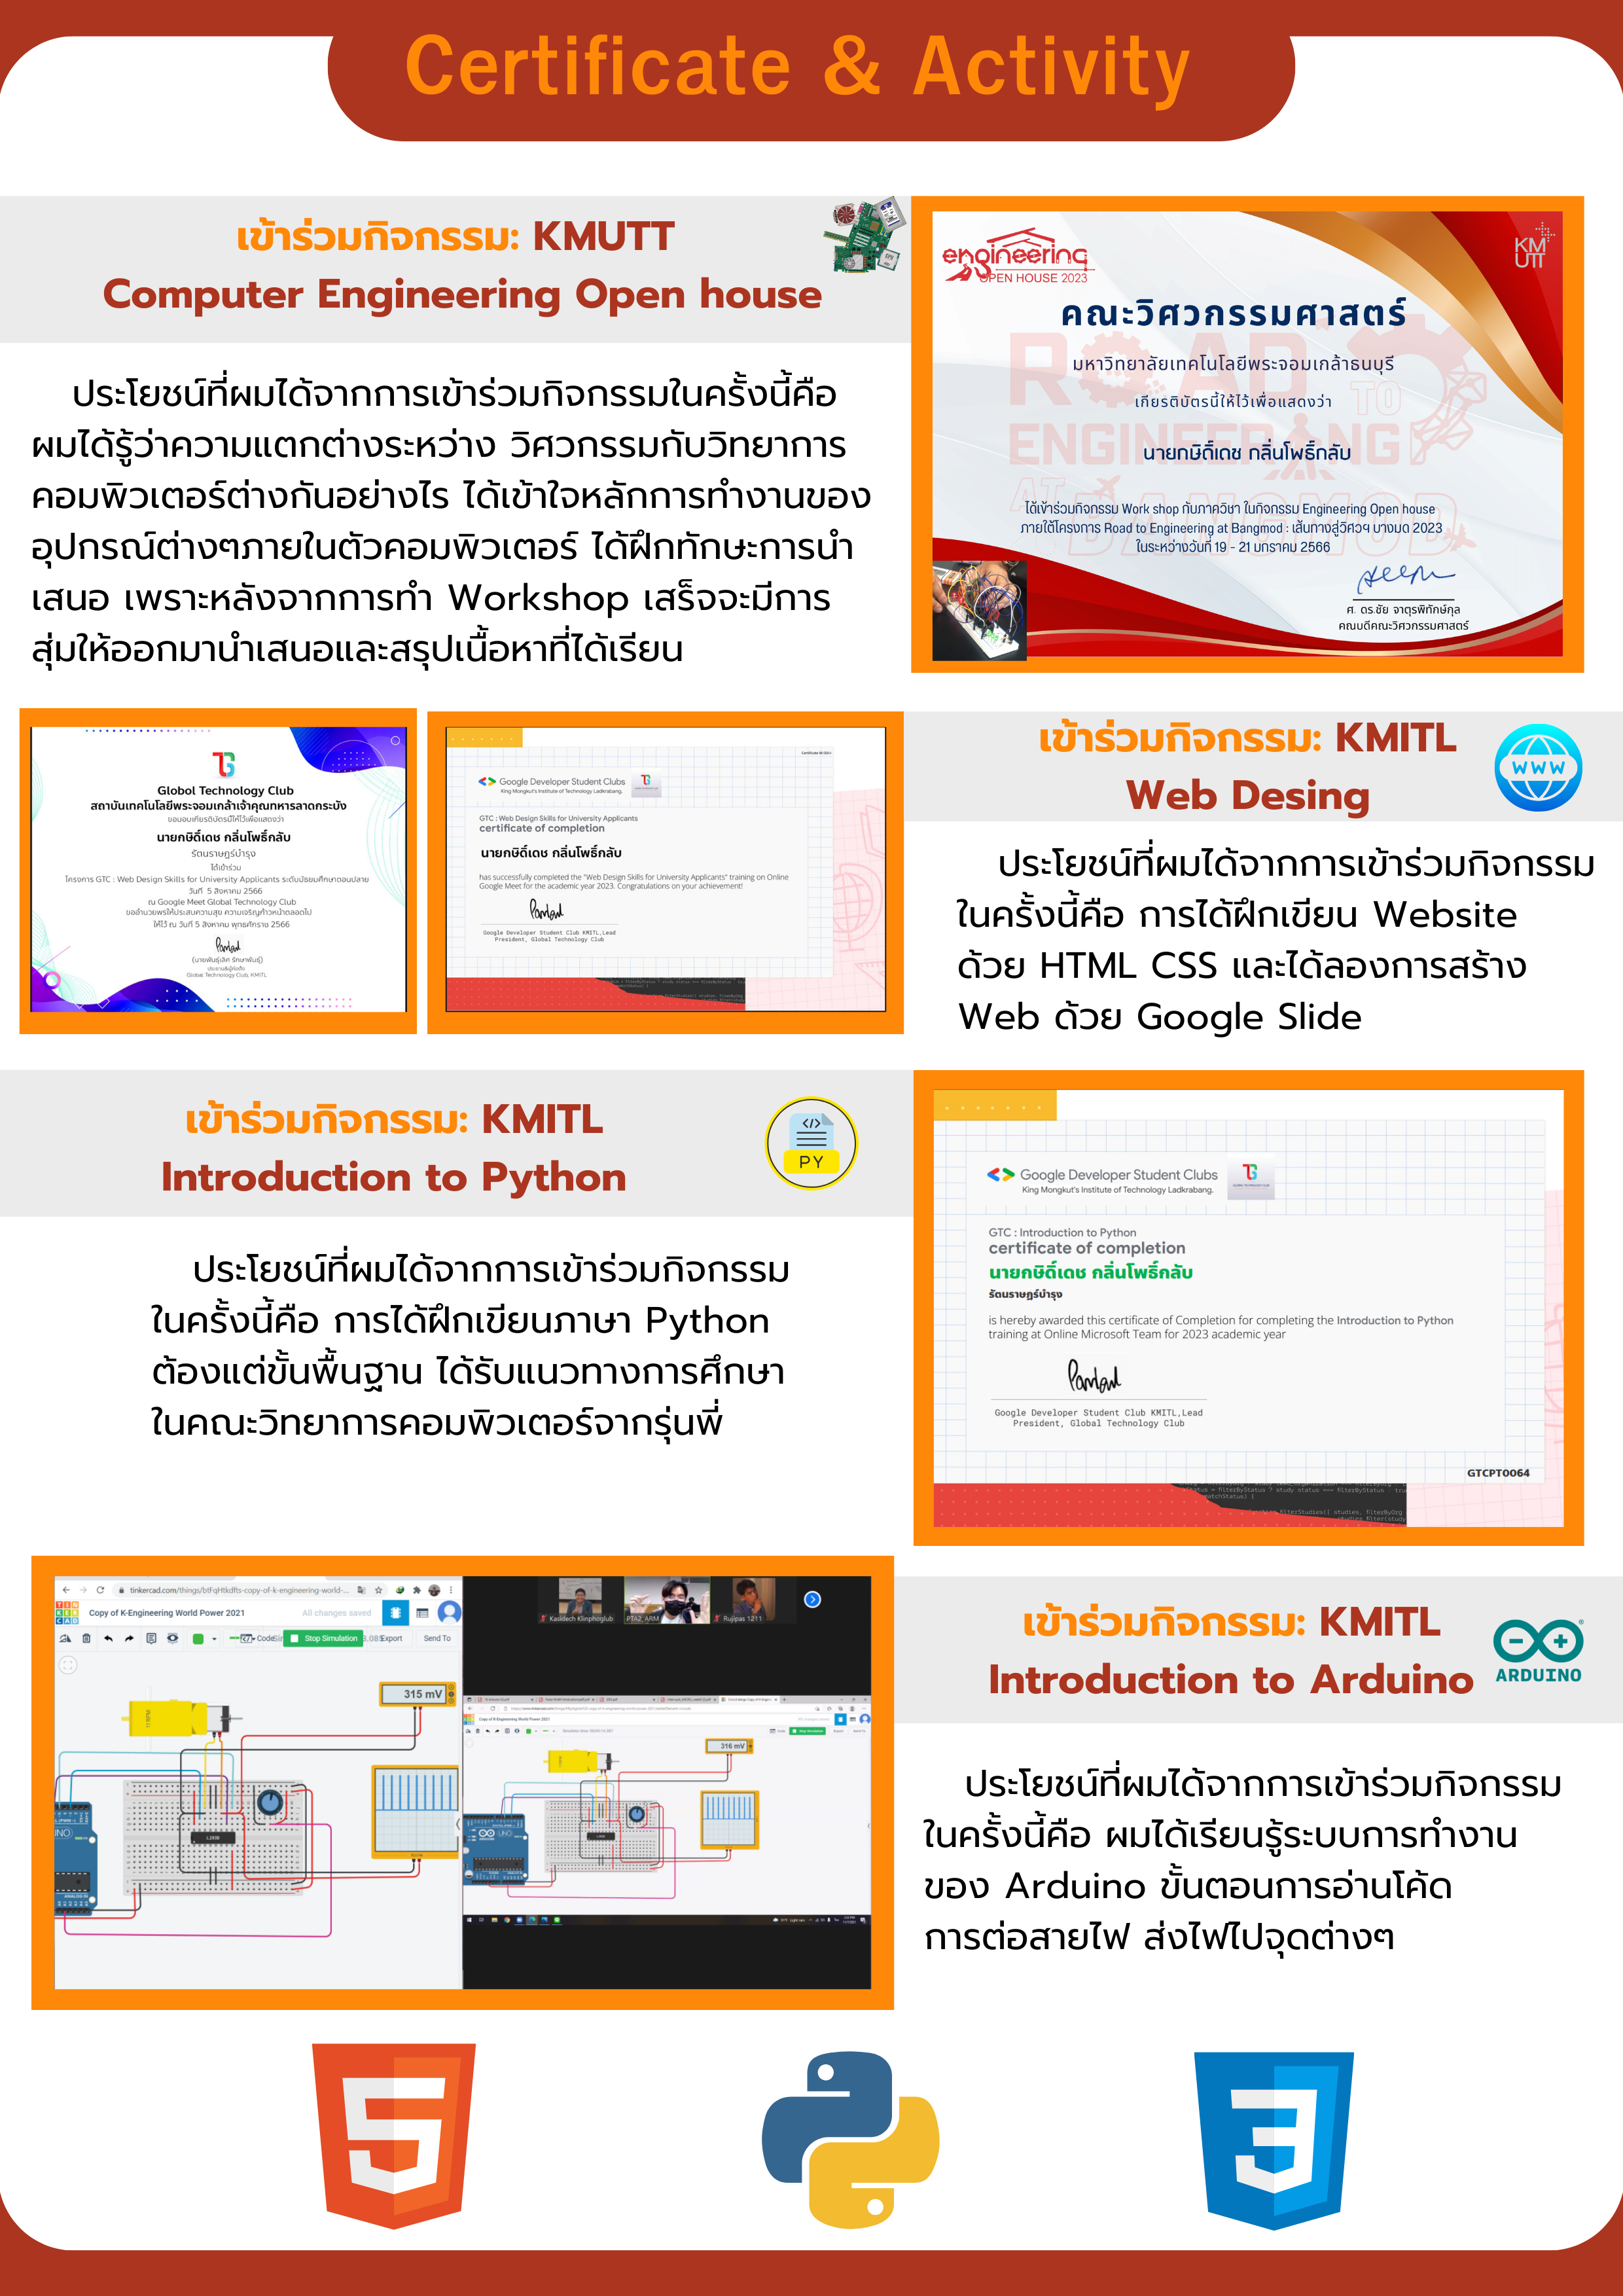 Certificate & Activity
เข้าร่วมกิจกรรม: KMUTT
Computer Engineering Open house
ประโยชน์ที่ผมได้จากการเข้าร่วมกิจกรรมในครั้งนี้คือ
ผมได้รู้ว่าความแตกต่างระหว่าง วิศวกรรมกับวิทยาการ
คอมพิวเตอร์ต่างกันอย่างไร ได้เข้าใจหลักการทำงานของ
อุปกรณ์ต่างๆภายในตัวคอมพิวเตอร์ ได้ฝึกทักษะการนำ
เสนอ เพราะหลังจากการทำ Workshop เสร็จจะมีการ
สุ่มให้ออกมานำเสนอและสรุปเนื้อหาที่ได้เรียน
engineering
OPEN HOUSE 2023
KM
UTT
คณะวิศวกรรมศาสตร์
มหาวิทยาลัยเทคโนโลยีพระจอมเกล้าธนบุรี
เกียรติบัตรนี้ให้ไว้เพื่อแสดงว่า
นายกษิดิ์เดช กลิ่นโพธิ์กลับ
ได้เข้าร่วมกิจกรรม Work shop กับภาควิชา ในกิจกรรม Engineering Open house
ภายใต้โครงการ Road to Engineering at Bangmod : เส้นทางสู่วิศวฯ บางมด 2023
ในระหว่างวันที่ 19 - 21 มกราคม 2566
ROAD TO
ENGINEERING
AT BANGMOD
ศ. ดร.ชัย จาตุรพิทักษ์กุล
คณบดีคณะวิศวกรรมศาสตร์
Globol Technology Club
สถาบันเทคโนโลยีพระจอมเกล้าเจ้าคุณทหารลาดกระบัง
ขอมอบเกียรติบัตรนี้ให้ไว้เพื่อแสดงว่า
นายกษิดิ์เดช กลิ่นโพธิ์กลับ
รัตนราษฎร์บำรุง
ได้เข้าร่วม
โครงการ GTC : Web Design Skills for University Applicants ระดับมัธยมศึกษาตอนปลาย
วันที่ 5 สิงหาคม 2566
ณ Google Meet Global Technology Club
ขออำนวยพรให้ประสบความสุข ความเจริญก้าวหน้าตลอดไป
ให้ไว้ ณ วันที่ 5 สิงหาคม พุทธศักราช 2566
Global Technology Club, KMITL
Google Developer Student Clubs
King Mongkut's Institute of Technology Ladkrabang.
GTC : Web Design Skills for University Applicants
certificate of completion
นายกษิดิ์เดช กลิ่นโพธิ์กลับ
has successfully completed the "Web Design Skills for University Applicants" training on Online
Google Meet for the academic year 2023. Congratulations on your achievement!
Google Developer Student Club KMITL,Lead
President, Global Technology Club
เข้าร่วมกิจกรรม: KMITL
Web Desing
WWW
ประโยชน์ที่ผมได้จากการเข้าร่วมกิจกรรม
ในครั้งนี้คือ การได้ฝึกเขียน Website
ด้วย HTML CSS และได้ลองการสร้าง
Web ด้วย Google Slide
เข้าร่วมกิจกรรม: KMITL
Introduction to Python
</>
PY
ประโยชน์ที่ผมได้จากการเข้าร่วมกิจกรรม
ในครั้งนี้คือ การได้ฝึกเขียนภาษา Python
ต้องแต่ขั้นพื้นฐาน ได้รับแนวทางการศึกษา
ในคณะวิทยาการคอมพิวเตอร์จากรุ่นพี่
Google Developer Student Clubs
King Mongkut's Institute of Technology Ladkrabang.
GTC : Introduction to Python
certificate of completion
นายกษิดิ์เดช กลิ่นโพธิ์กลับ
รัตนราษฎร์บำรุง
is hereby awarded this certificate of Completion for completing the Introduction to Python
training at Online Microsoft Team for 2023 academic year
Google Developer Student Club KMITL,Lead
President, Global Technology Club
GTCPT0064
tinkercad.com/things/btFqHtkdfts-copy-of-k-engineering-world-...
Copy of K-Engineering World Power 2021
All changes saved
Code
Stop Simulation
Export
Send To
315 mV
Kasidech Klinphoglub
PTA2_ARM
Rujipas 1211
Copy of K-Engineering World Power 2021
316 mV
เข้าร่วมกิจกรรม: KMITL
Introduction to Arduino
ARDUINO
ประโยชน์ที่ผมได้จากการเข้าร่วมกิจกรรม
ในครั้งนี้คือ ผมได้เรียนรู้ระบบการทำงาน
ของ Arduino ขั้นตอนการอ่านโค้ด
การต่อสายไฟ ส่งไฟไปจุดต่างๆ